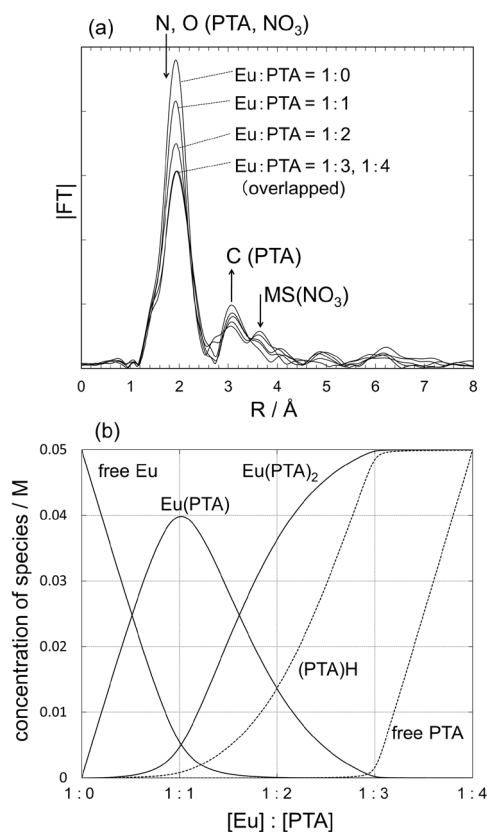 (a)
N, O (PTA, NO₃)
Eu:PTA = 1:0
Eu:PTA = 1:1
Eu:PTA = 1:2
Eu:PTA = 1:3, 1:4
(overlapped)
C (PTA)
MS(NO₃)
|FT|
0 1 2 3 4 5 6 7 8
R / Å
(b)
0.05
0.04
0.03
0.02
0.01
0
free Eu
Eu(PTA)₂
Eu(PTA)
(PTA)H
free PTA
concentration of species / M
1 : 0 1 : 1 1 : 2 1 : 3 1 : 4
[Eu] : [PTA]